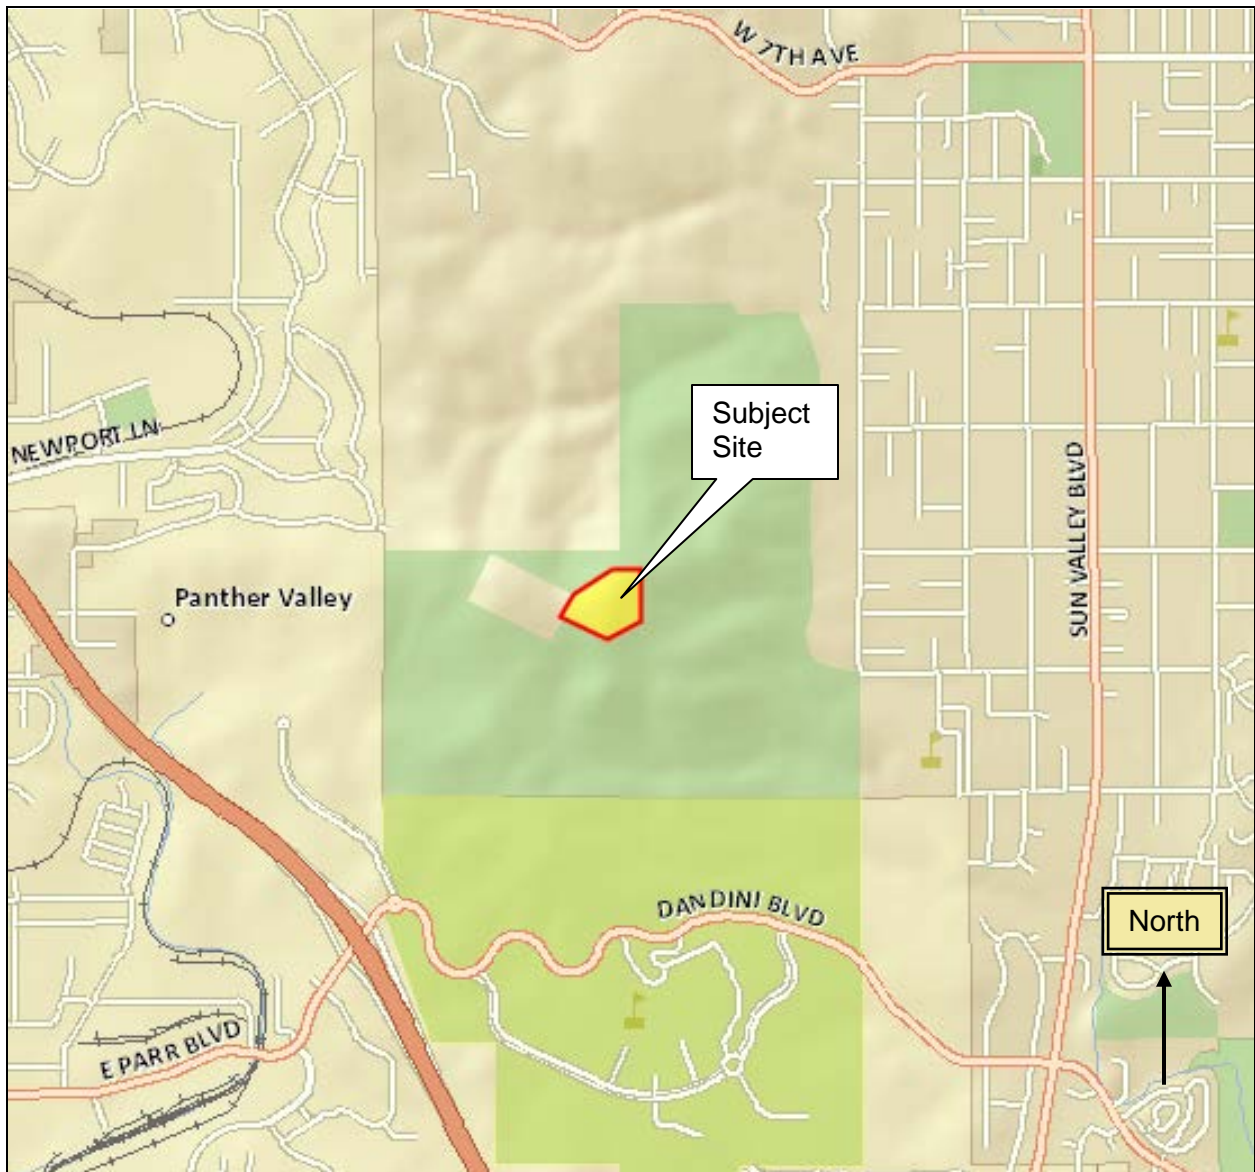 W 7TH AVE
Subject
Site
NEWPORT LN
SUN VALLEY BLVD
Panther Valley
DANDINI BLVD
North
E PARR BLVD